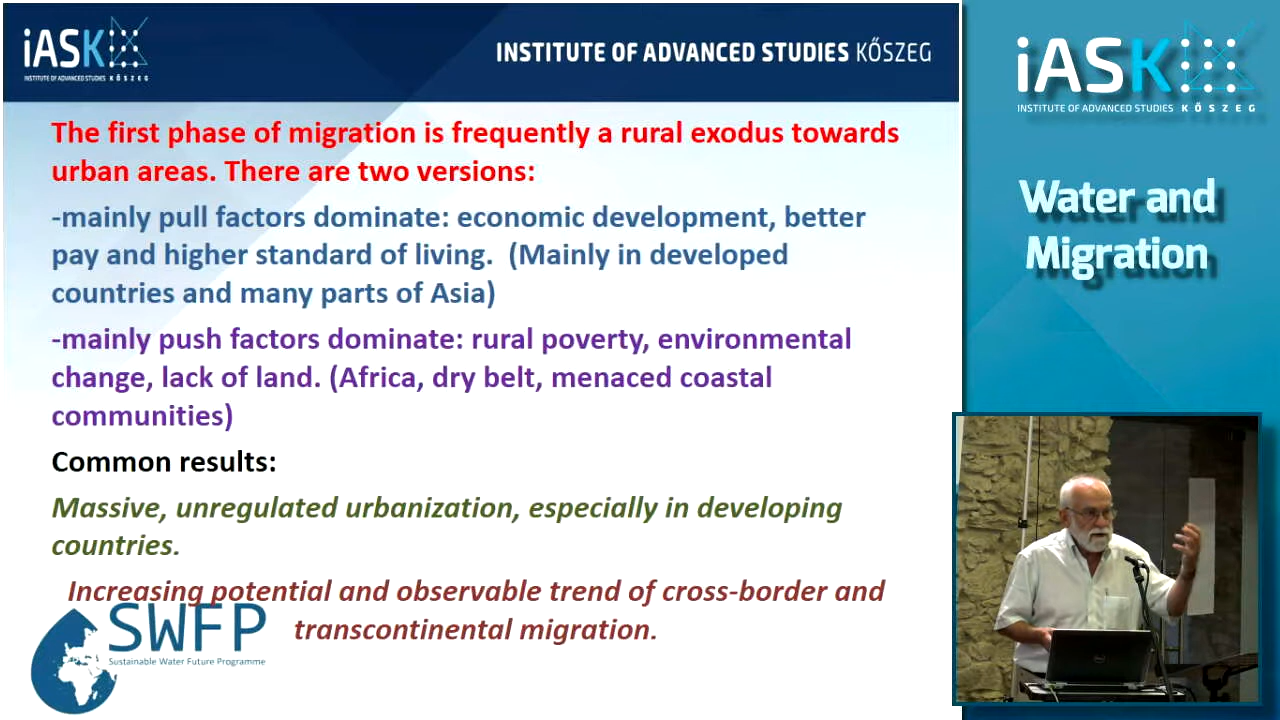 iASK
INSTITUTE OF ADVANCED STUDIES KŐSZEG
INSTITUTE OF ADVANCED STUDIES KŐSZEG
The first phase of migration is frequently a rural exodus towards
urban areas. There are two versions:
-mainly pull factors dominate: economic development, better
pay and higher standard of living. (Mainly in developed
countries and many parts of Asia)
-mainly push factors dominate: rural poverty, environmental
change, lack of land. (Africa, dry belt, menaced coastal
communities)
Common results:
Massive, unregulated urbanization, especially in developing
countries.
Increasing potential and observable trend of cross-border and
transcontinental migration.
SWFP
Sustainable Water Future Programme
iASK
INSTITUTE OF ADVANCED STUDIES KŐSZEG
Water and
Migration